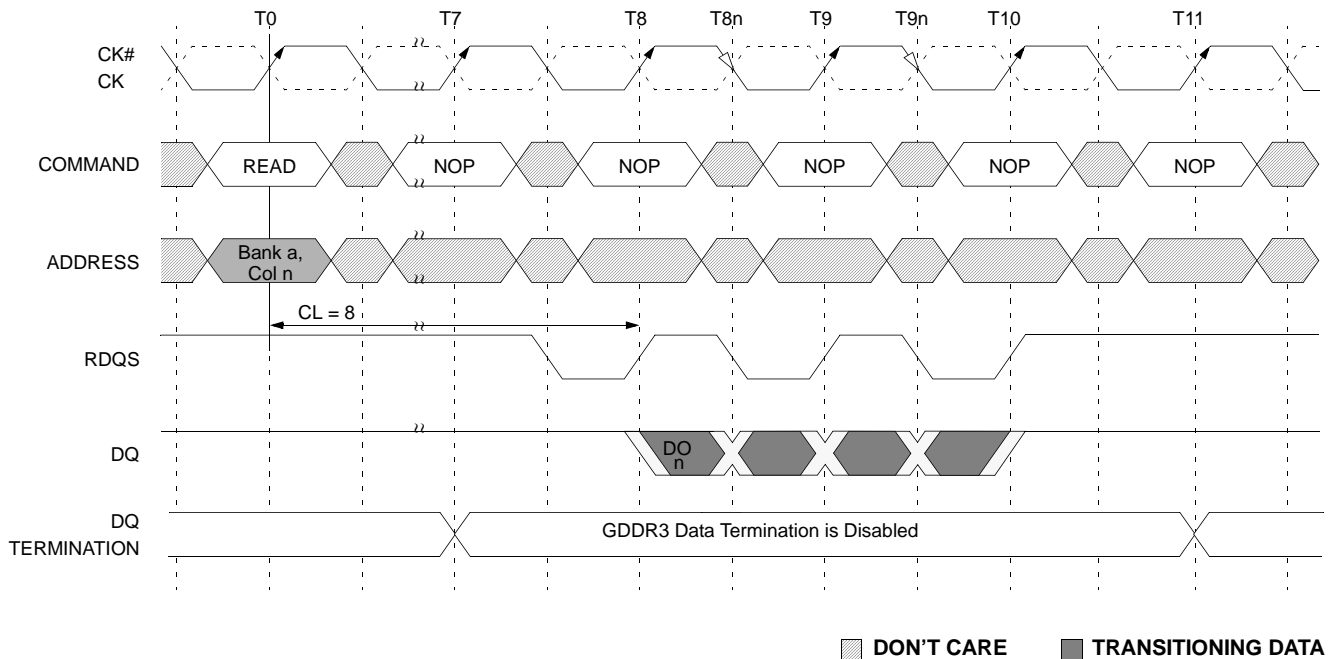 T0 T7 T8 T8n T9 T9n T10 T11
CK#
CK
COMMAND READ NOP NOP NOP NOP NOP
ADDRESS Bank a,
Col n
CL = 8
RDQS
DQ DO
n
DQ
TERMINATION GDDR3 Data Termination is Disabled
DON'T CARE TRANSITIONING DATA